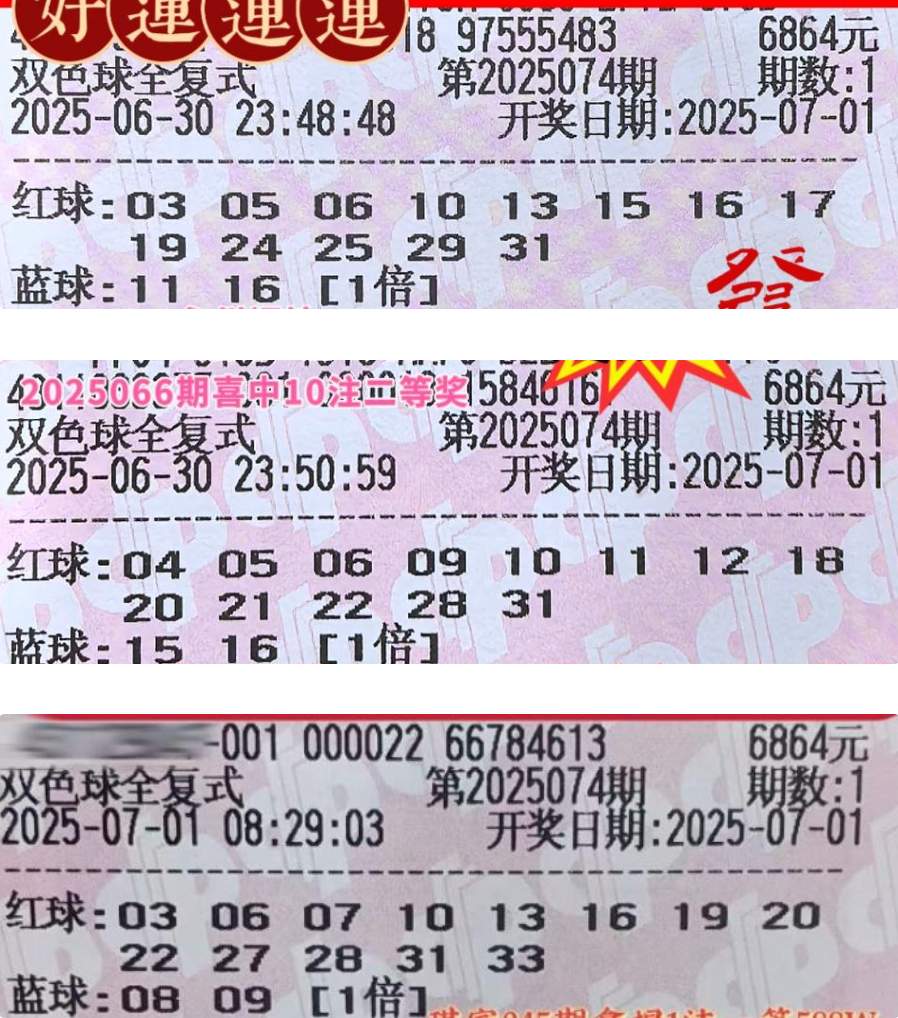 好運運運
18 97555483 6864元
双色球全复式 第2025074期 期数:1
2025-06-30 23:48:48 开奖日期:2025-07-01
红球:03 05 06 10 13 15 16 17
19 24 25 29 31
蓝球:11 16 [1倍]
發
2025066期喜中10注二等奖
6864元
双色球全复式 第2025074期 期数:1
2025-06-30 23:50:59 开奖日期:2025-07-01
红球:04 05 06 09 10 11 12 18
20 21 22 28 31
蓝球:15 16 [1倍]
-001 000022 66784613 6864元
双色球全复式 第2025074期 期数:1
2025-07-01 08:29:03 开奖日期:2025-07-01
红球:03 06 07 10 13 16 19 20
22 27 28 31 33
蓝球:08 09 [1倍]